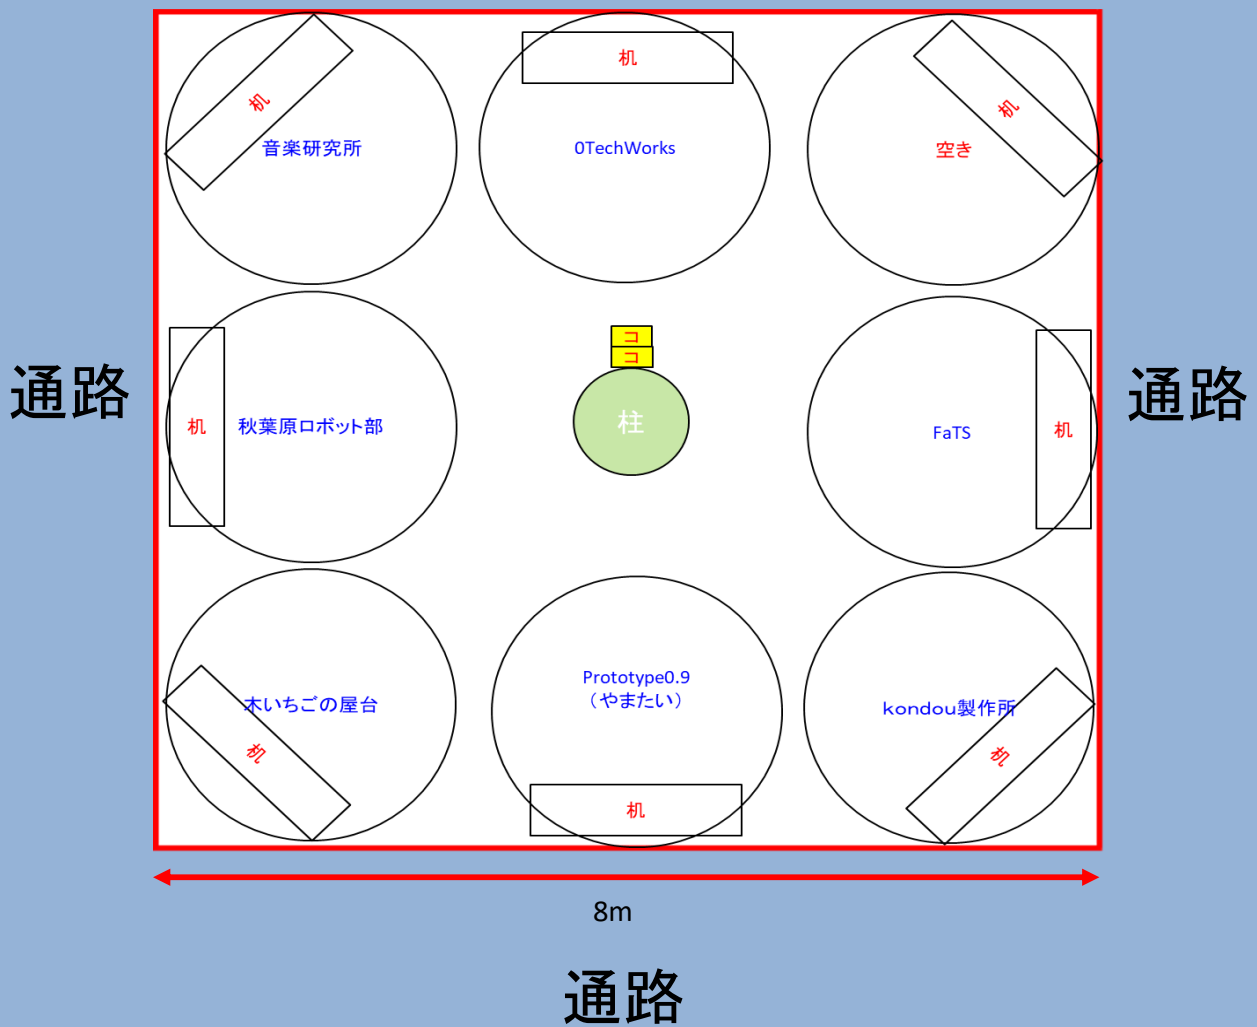 机
机
机
音楽研究所
0TechWorks
空き
コ
コ
通路
机
秋葉原ロボット部
柱
FaTS
机
通路
木いちごの屋台
机
Prototype0.9
（やまたい）
机
kondou製作所
机
8m
通路